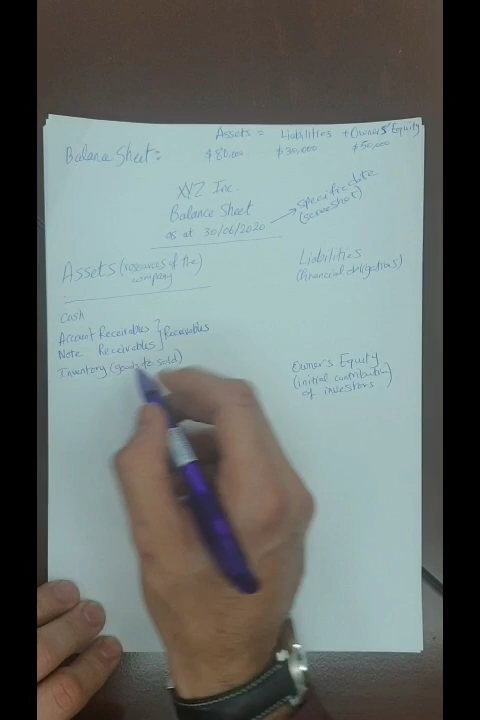 Assets = Liabilities + Owners' Equity
Balance Sheet: $80,000 $30,000 $50,000
XYZ Inc.
Balance Sheet
as at 30/06/2020
specific date
(screeshot)
Assets (resources of the
company)
Liabilities
(financial obligations)
Cash
Account Receivables
Note Receivables
} Receivables
Inventory (goods to sold)
Owner's Equity
(initial contribution
of investors)